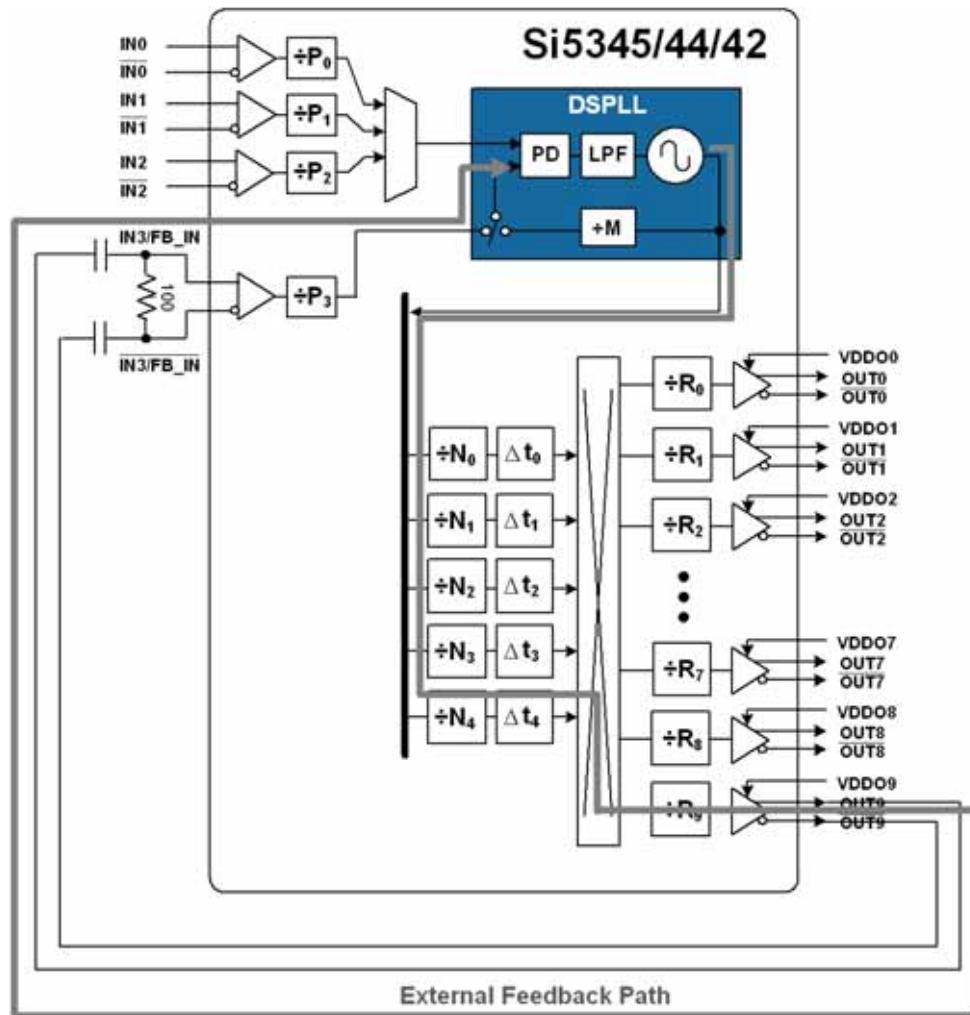 Si5345/44/42
IN0
IN0
÷P0
IN1
IN1
÷P1
IN2
IN2
÷P2
DSPLL
PD
LPF
÷M
IN3/FB_IN
100
IN3/FB_IN
÷P3
÷N0
Δt0
÷N1
Δt1
÷N2
Δt2
÷N3
Δt3
÷N4
Δt4
÷R0
VDDO0
OUT0
OUT0
÷R1
VDDO1
OUT1
OUT1
÷R2
VDDO2
OUT2
OUT2
÷R7
VDDO7
OUT7
OUT7
÷R8
VDDO8
OUT8
OUT8
÷R9
VDDO9
OUT9
OUT9
External Feedback Path